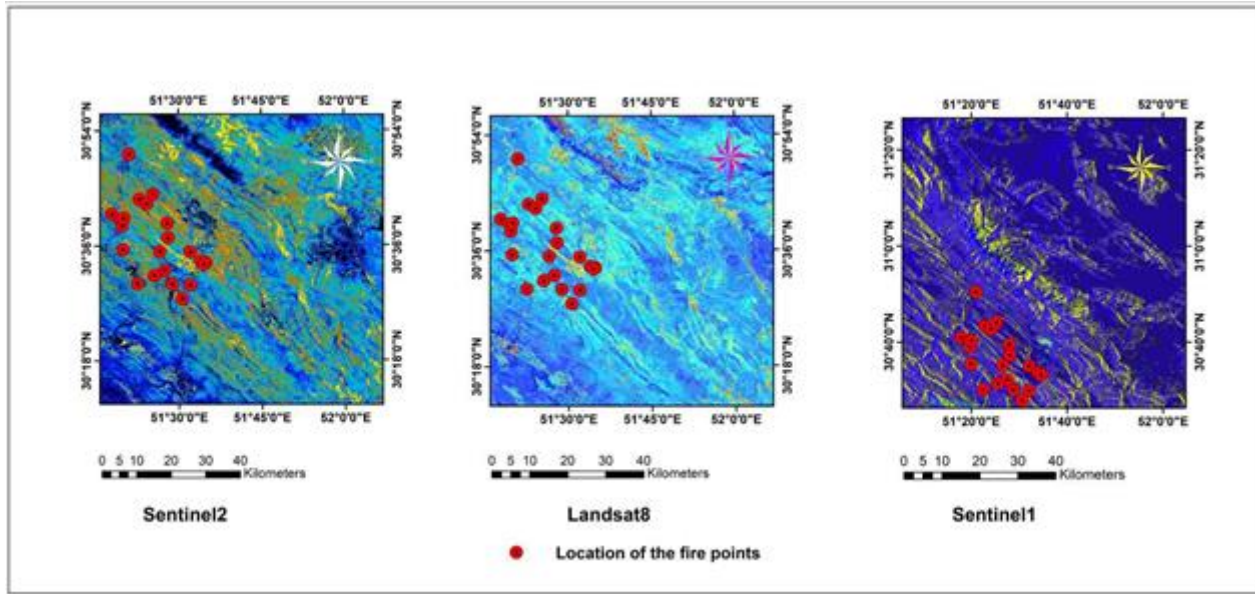 51°30'0"E 51°45'0"E 52°0'0"E
30°54'0"N 30°54'0"N
30°36'0"N 30°36'0"N
30°18'0"N 30°18'0"N
51°30'0"E 51°45'0"E 52°0'0"E
0 5 10 20 30 40
Kilometers
Sentinel2
51°30'0"E 51°45'0"E 52°0'0"E
30°54'0"N 30°54'0"N
30°36'0"N 30°36'0"N
30°18'0"N 30°18'0"N
51°30'0"E 51°45'0"E 52°0'0"E
0 5 10 20 30 40
Kilometers
Landsat8
51°20'0"E 51°40'0"E 52°0'0"E
31°20'0"N 31°20'0"N
31°0'0"N 31°0'0"N
30°40'0"N 30°40'0"N
51°20'0"E 51°40'0"E 52°0'0"E
0 5 10 20 30 40
Kilometers
Sentinel1
Location of the fire points